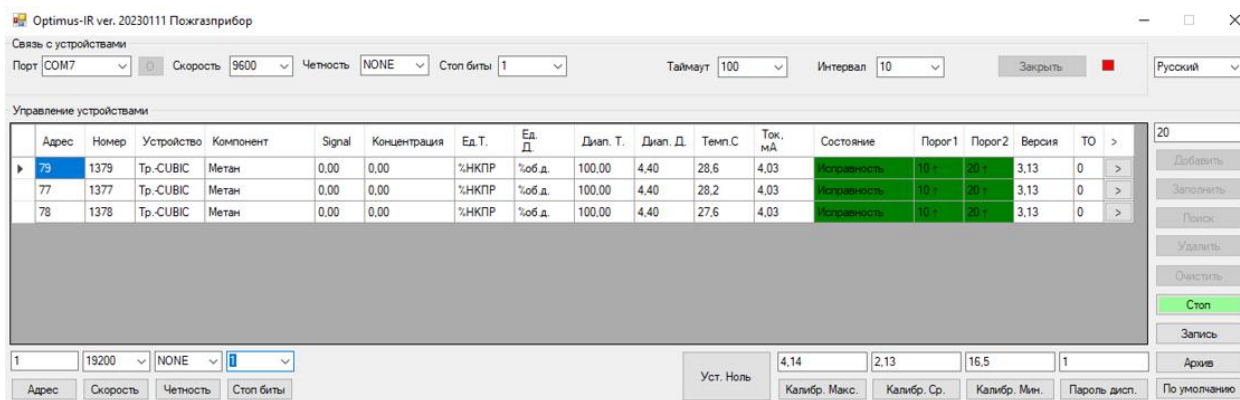 Optimus-IR ver. 20230111 Пожгазприбор
Связь с устройствами
Порт COM7 О Скорость 9600 Четность NONE Стоп биты 1 Таймаут 100 Интервал 10 Закрыть Русский
Управление устройствами
Адрес Номер Устройство Компонент Signal Концентрация Ед.Т. Ед. Д. Диап. Т. Диап. Д. Темп.С Ток, мА Состояние Порог1 Порог2 Версия ТО >
79 1379 Тр.-CUBIC Метан 0,00 0,00 %НКПР %об.д. 100,00 4,40 28,6 4,03 Исправность 10 ↑ 20 ↑ 3,13 0 >
77 1377 Тр.-CUBIC Метан 0,00 0,00 %НКПР %об.д. 100,00 4,40 28,2 4,03 Исправность 10 ↑ 20 ↑ 3,13 0 >
78 1378 Тр.-CUBIC Метан 0,00 0,00 %НКПР %об.д. 100,00 4,40 27,6 4,03 Исправность 10 ↑ 20 ↑ 3,13 0 >
20
Добавить
Заполнить
Поиск
Удалить
Очистить
Стоп
Запись
Архив
По умолчанию
1 19200 NONE 1
Адрес Скорость Четность Стоп биты
Уст. Ноль
4,14 2,13 16,5 1
Калибр. Макс. Калибр. Ср. Калибр. Мин. Пароль дисп.